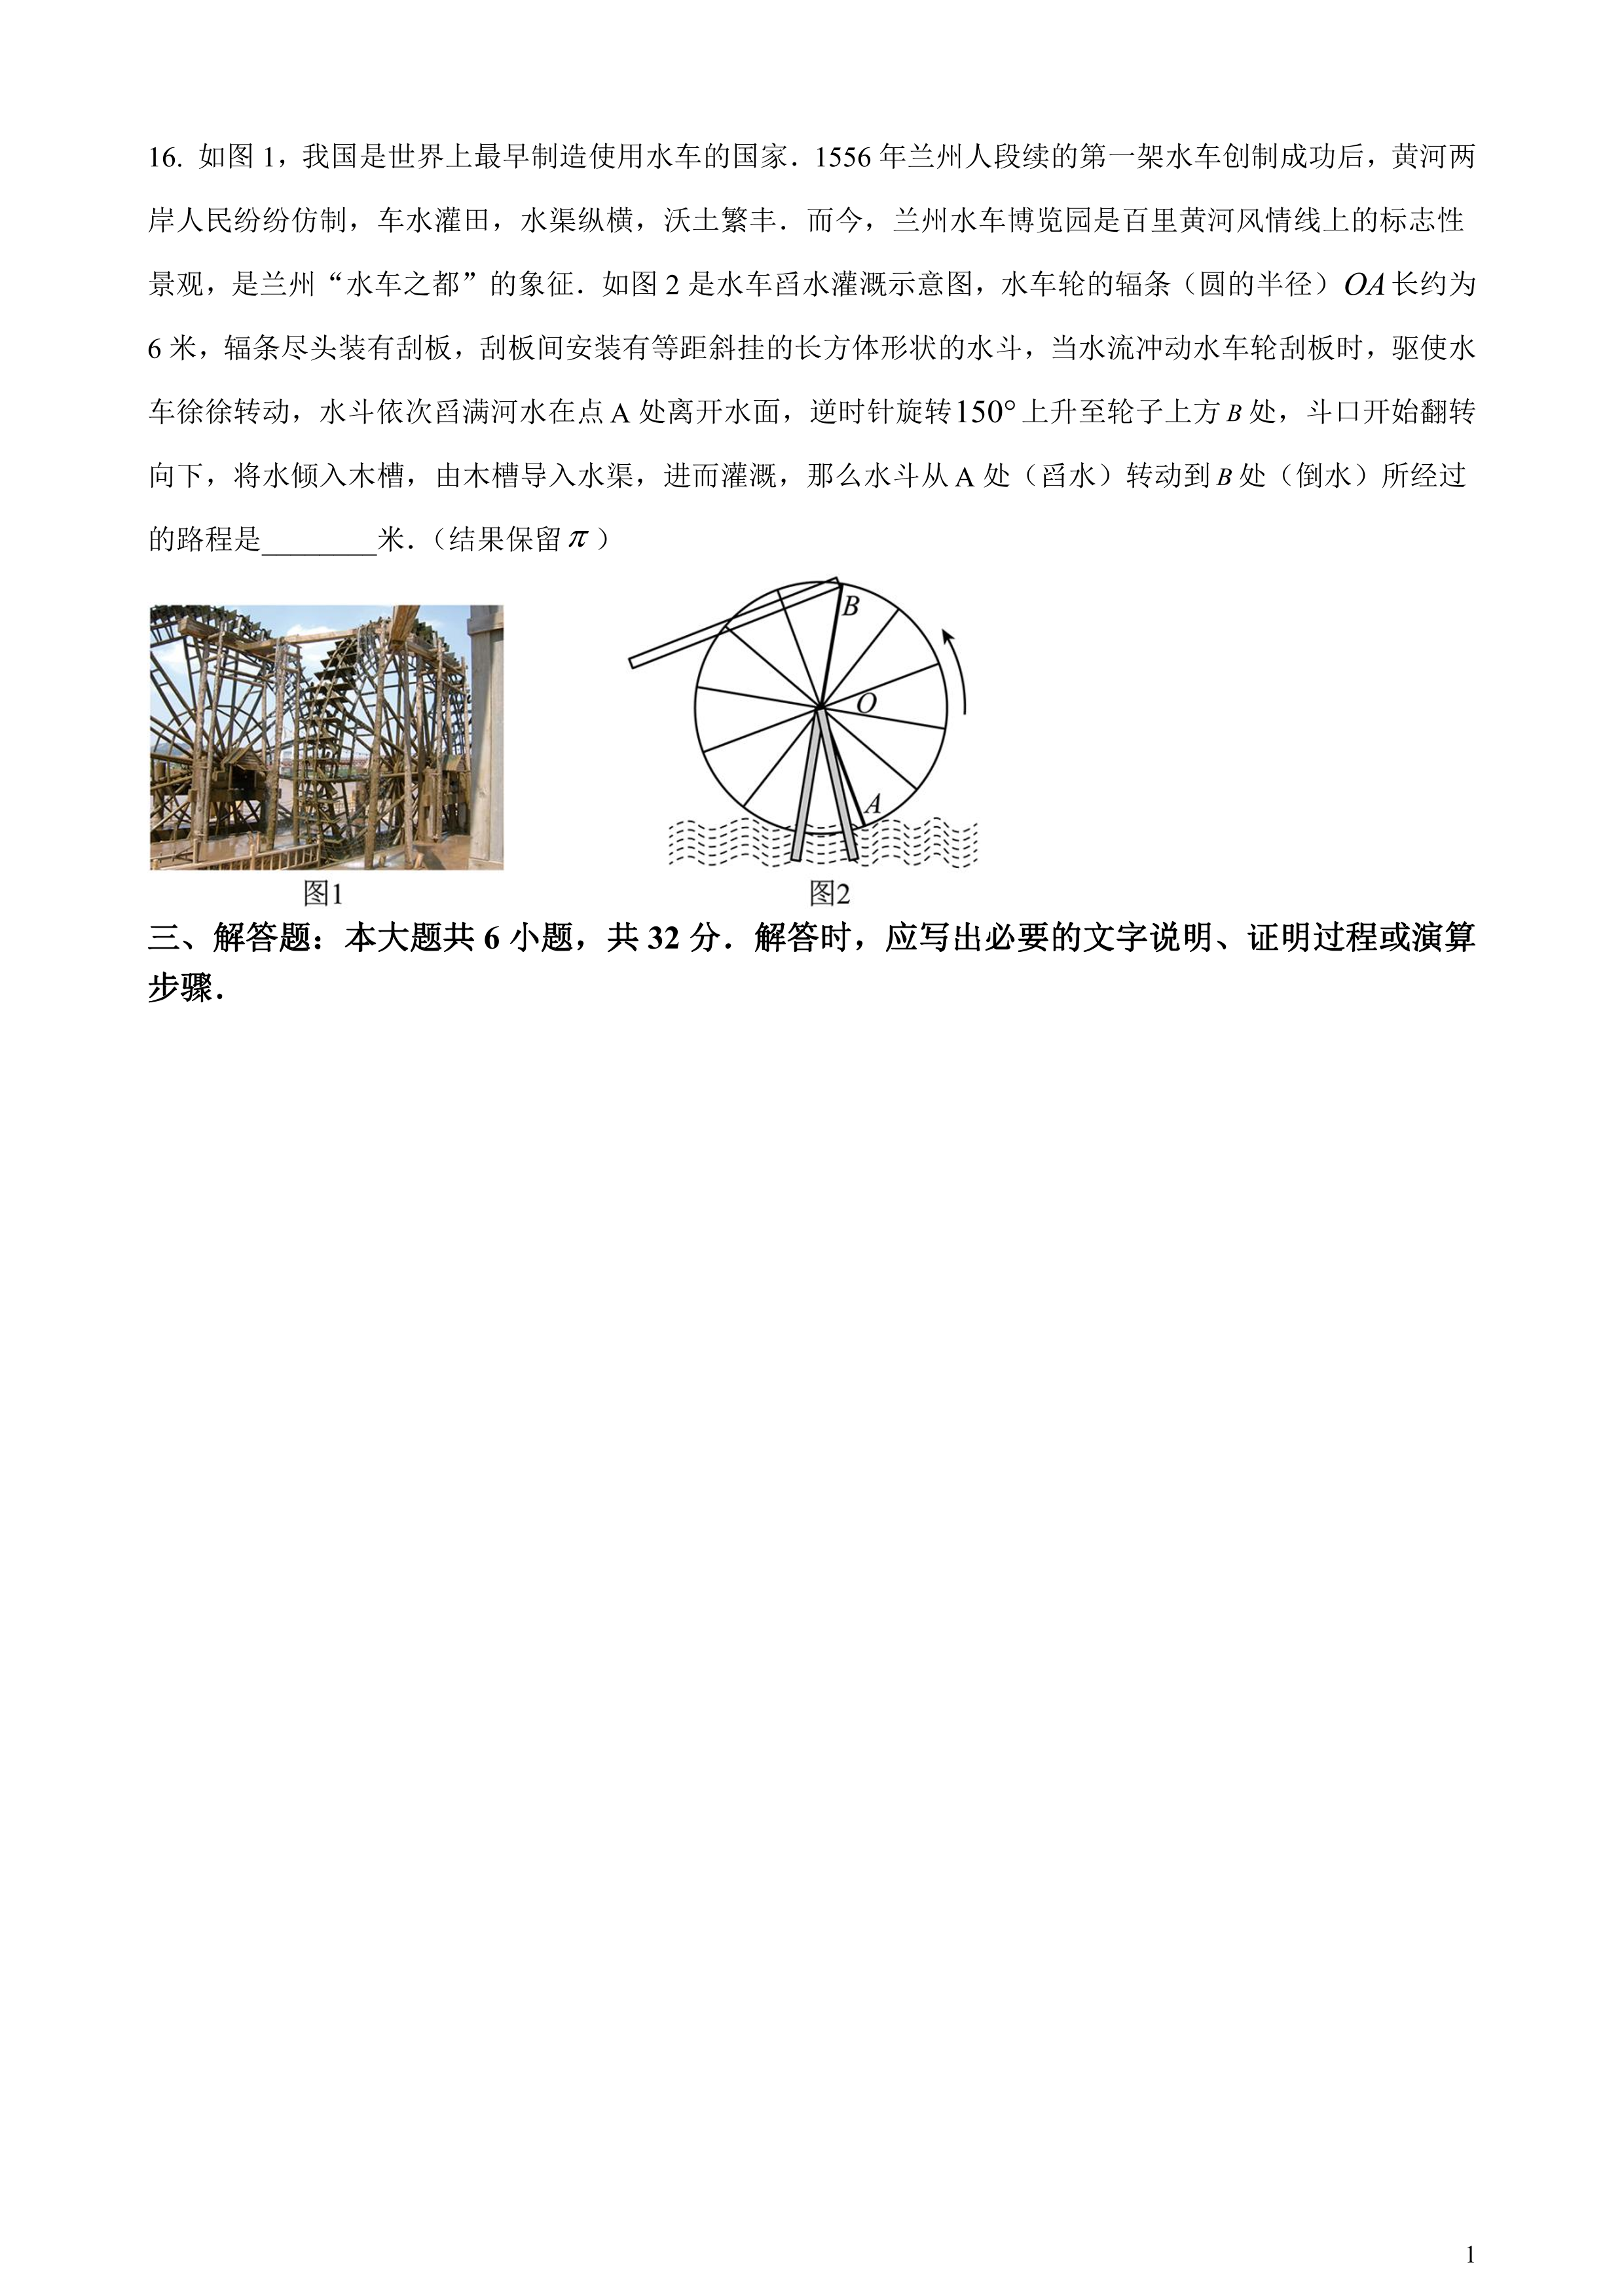 16. 如图 1，我国是世界上最早制造使用水车的国家．1556 年兰州人段续的第一架水车创制成功后，黄河两
岸人民纷纷仿制，车水灌田，水渠纵横，沃土繁丰．而今，兰州水车博览园是百里黄河风情线上的标志性
景观，是兰州“水车之都”的象征．如图 2 是水车舀水灌溉示意图，水车轮的辐条（圆的半径）OA 长约为
6 米，辐条尽头装有刮板，刮板间安装有等距斜挂的长方体形状的水斗，当水流冲动水车轮刮板时，驱使水
车徐徐转动，水斗依次舀满河水在点 A 处离开水面，逆时针旋转150° 上升至轮子上方 B 处，斗口开始翻转
向下，将水倾入木槽，由木槽导入水渠，进而灌溉，那么水斗从 A 处（舀水）转动到 B 处（倒水）所经过
的路程是________米．（结果保留 π ）
B
O
A
图1
图2
三、解答题：本大题共 6 小题，共 32 分．解答时，应写出必要的文字说明、证明过程或演算
步骤．
1